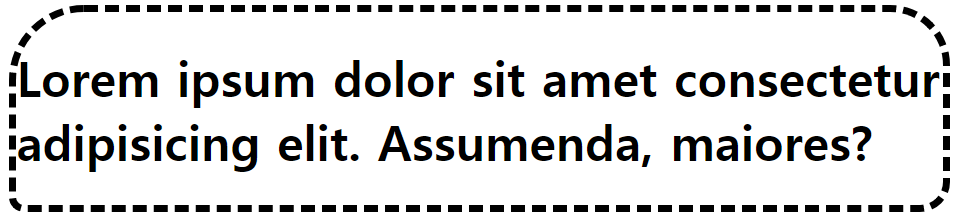 Lorem ipsum dolor sit amet consectetur
adipisicing elit. Assumenda, maiores?